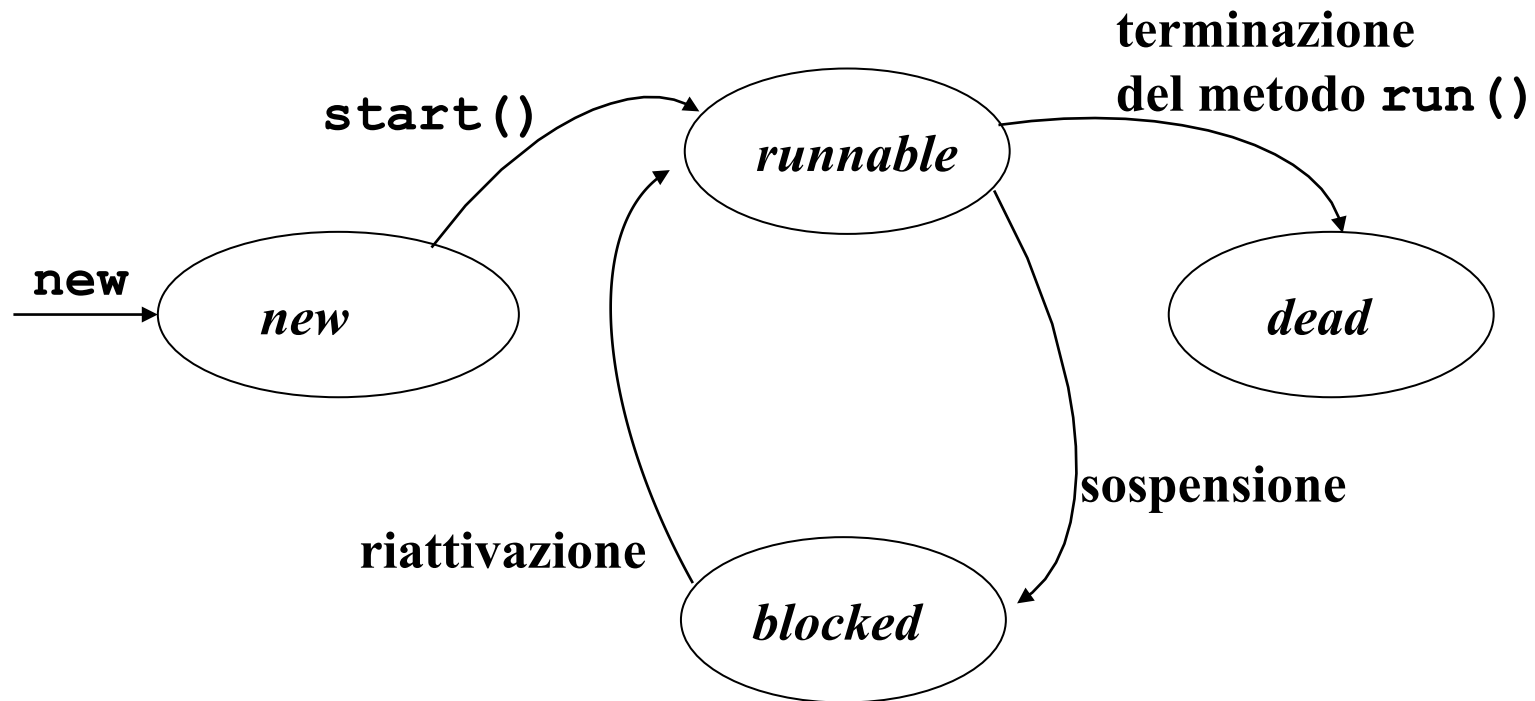 terminazione
del metodo run()
start()
runnable
new
new
dead
sospensione
riattivazione
blocked